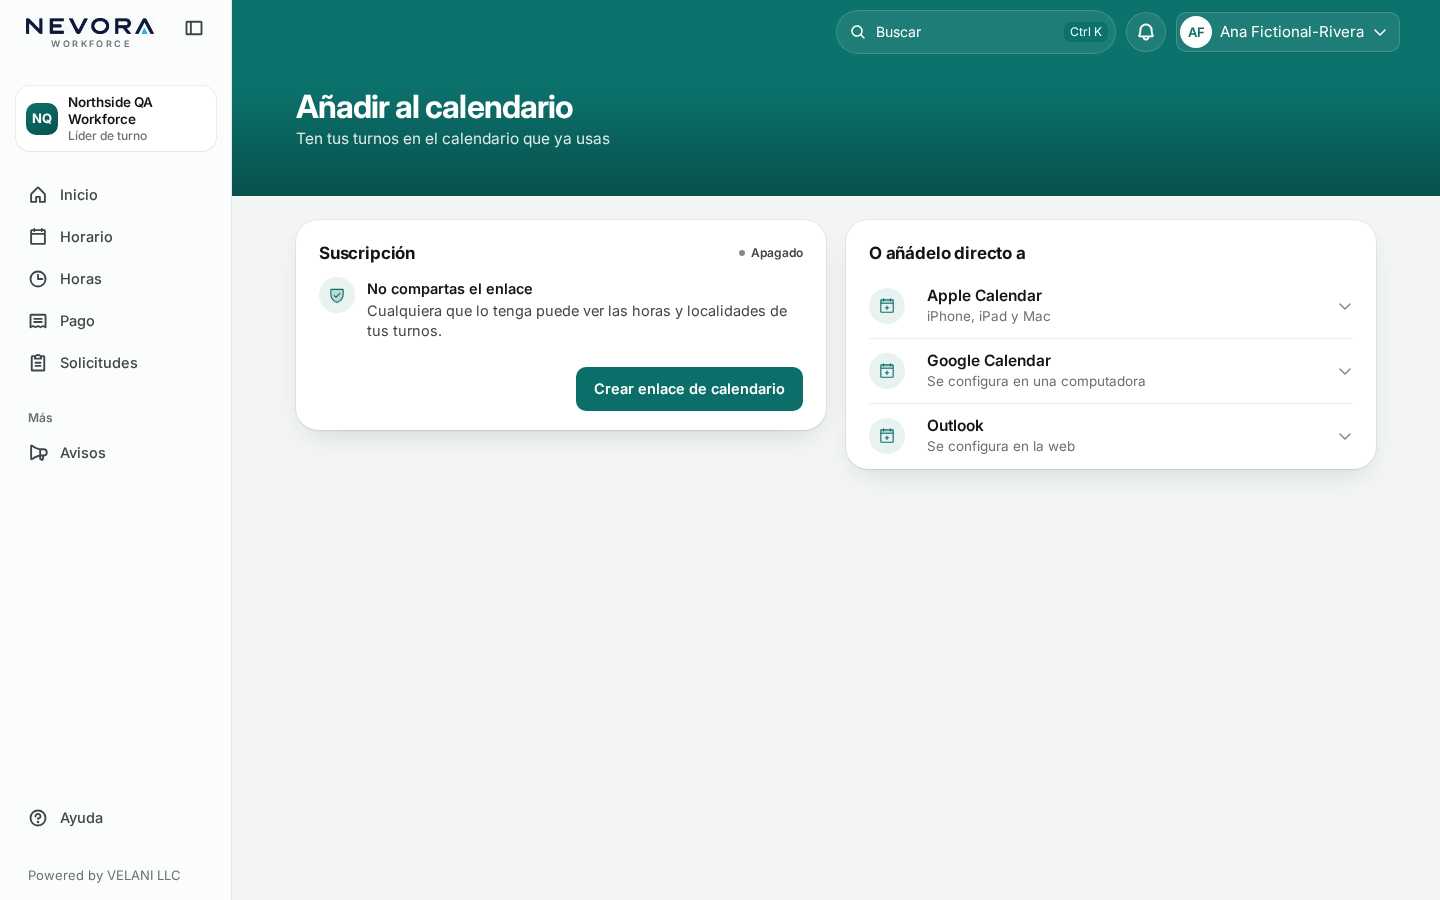 NEVORA
WORKFORCE
Buscar
Ctrl K
AF
Ana Fictional-Rivera
NQ
Northside QA
Workforce
Líder de turno
Inicio
Horario
Horas
Pago
Solicitudes
Más
Avisos
Ayuda
Powered by VELANI LLC
Añadir al calendario
Ten tus turnos en el calendario que ya usas
Suscripción
Apagado
No compartas el enlace
Cualquiera que lo tenga puede ver las horas y localidades de
tus turnos.
Crear enlace de calendario
O añádelo directo a
Apple Calendar
iPhone, iPad y Mac
Google Calendar
Se configura en una computadora
Outlook
Se configura en la web